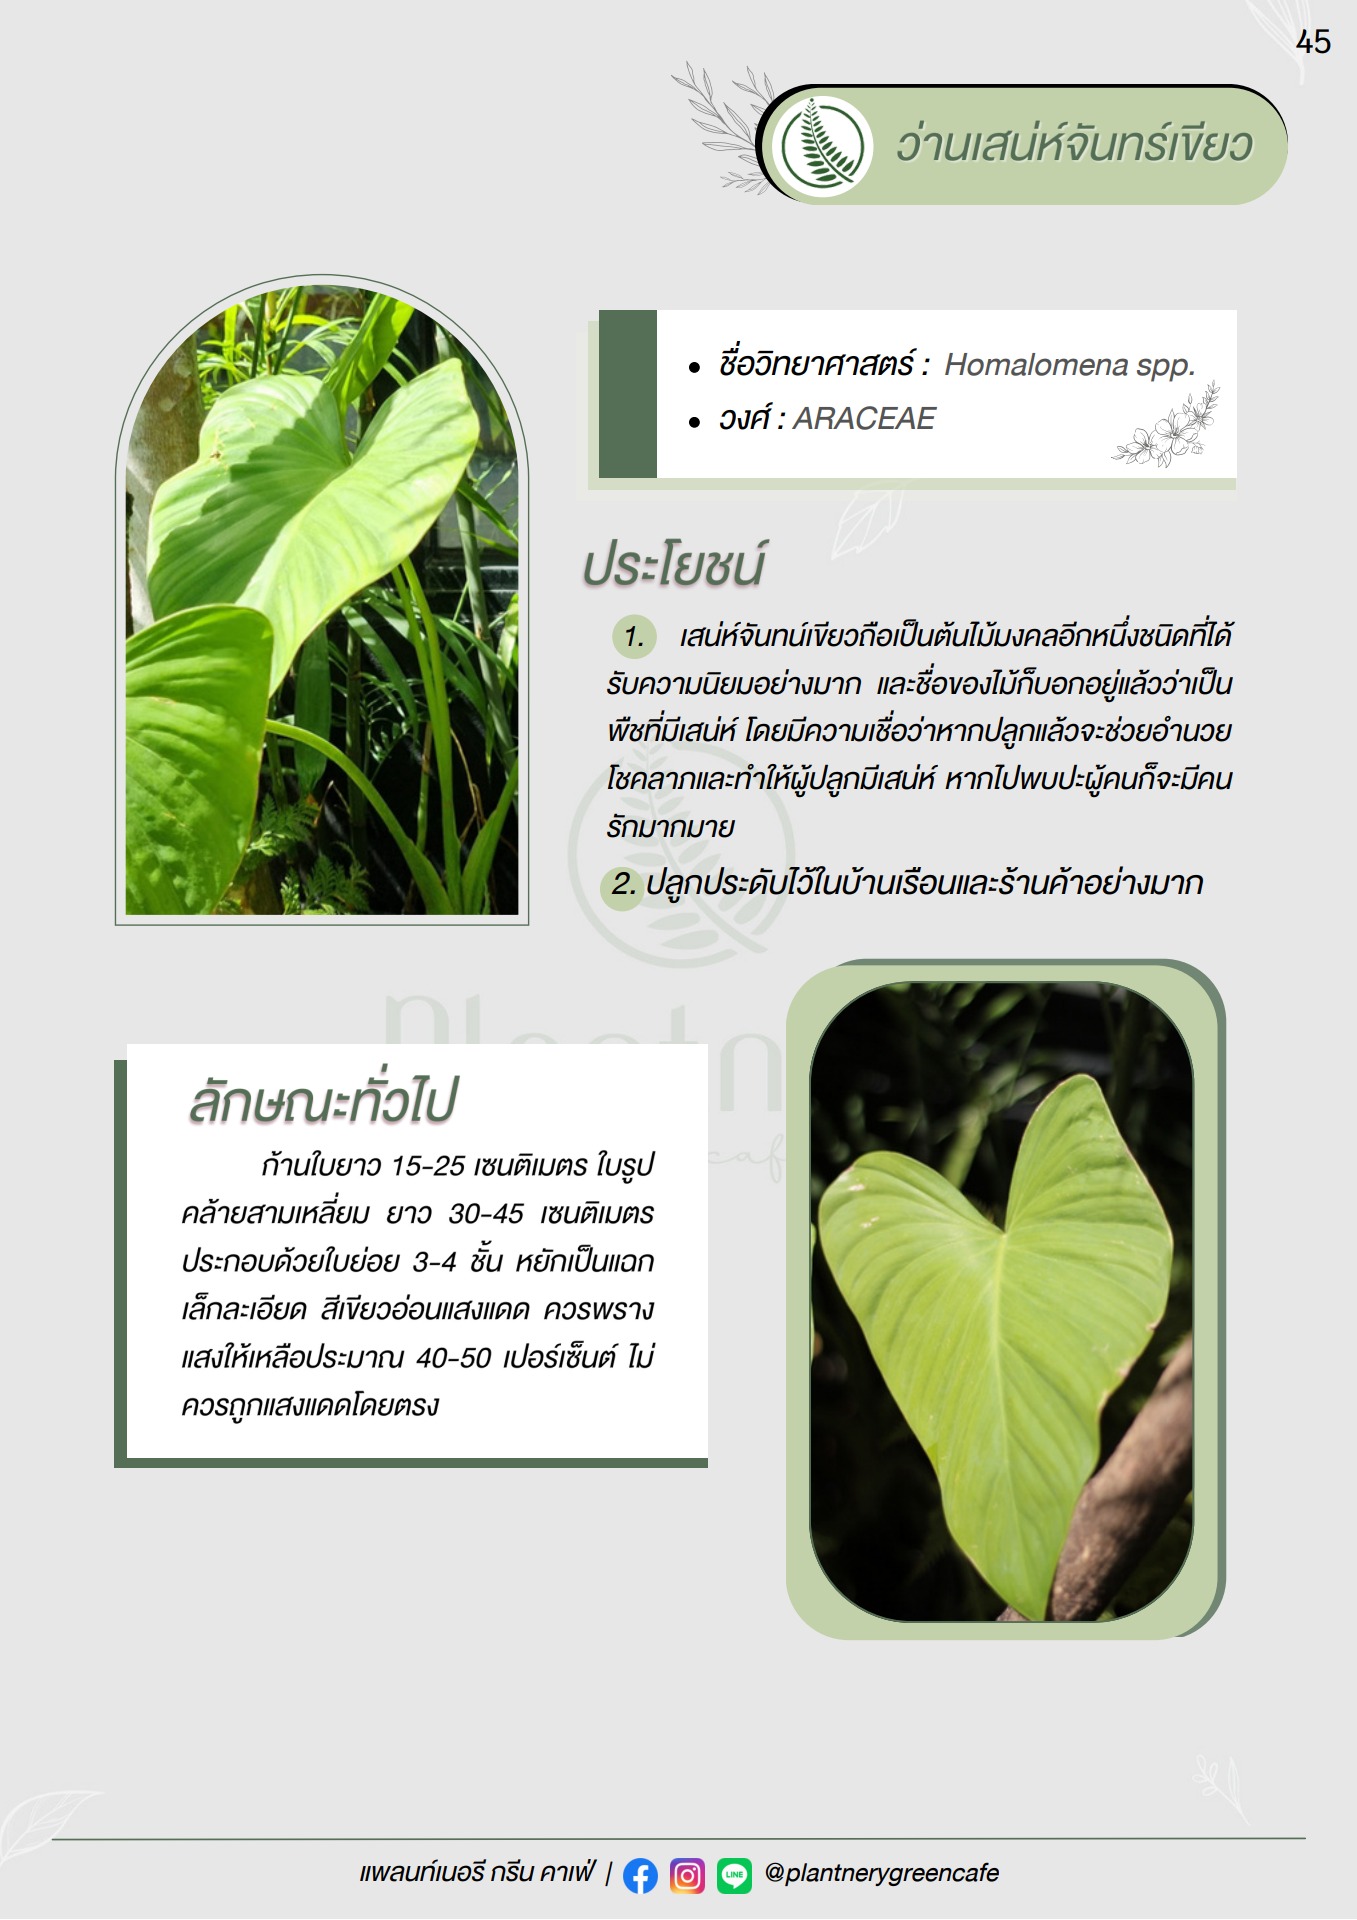 45
ว่านเสน่ห์จันทร์เขียว
ชื่อวิทยาศาสตร์ : Homalomena spp.
วงศ์ : ARACEAE
ประโยชน์
1. เสน่ห์จันทน์เขียวถือเป็นต้นไม้มงคลอีกหนึ่งชนิดที่ได้
รับความนิยมอย่างมาก และชื่อของไม้ก็บอกอยู่แล้วว่าเป็น
พืชที่มีเสน่ห์ โดยมีความเชื่อว่าหากปลูกแล้วจะช่วยอำนวย
โชคลาภและทำให้ผู้ปลูกมีเสน่ห์ หากไปพบปะผู้คนก็จะมีคน
รักมากมาย
2. ปลูกประดับไว้ในบ้านเรือนและร้านค้าอย่างมาก
ลักษณะทั่วไป
ก้านใบยาว 15-25 เซนติเมตร ใบรูป
คล้ายสามเหลี่ยม ยาว 30-45 เซนติเมตร
ประกอบด้วยใบย่อย 3-4 ชั้น หยักเป็นแฉก
เล็กละเอียด สีเขียวอ่อนแสงแดด ควรพราง
แสงให้เหลือประมาณ 40-50 เปอร์เซ็นต์ ไม่
ควรถูกแสงแดดโดยตรง
แพลนท์เนอรี กรีน คาเฟ่ | LINE @plantnerygreencafe